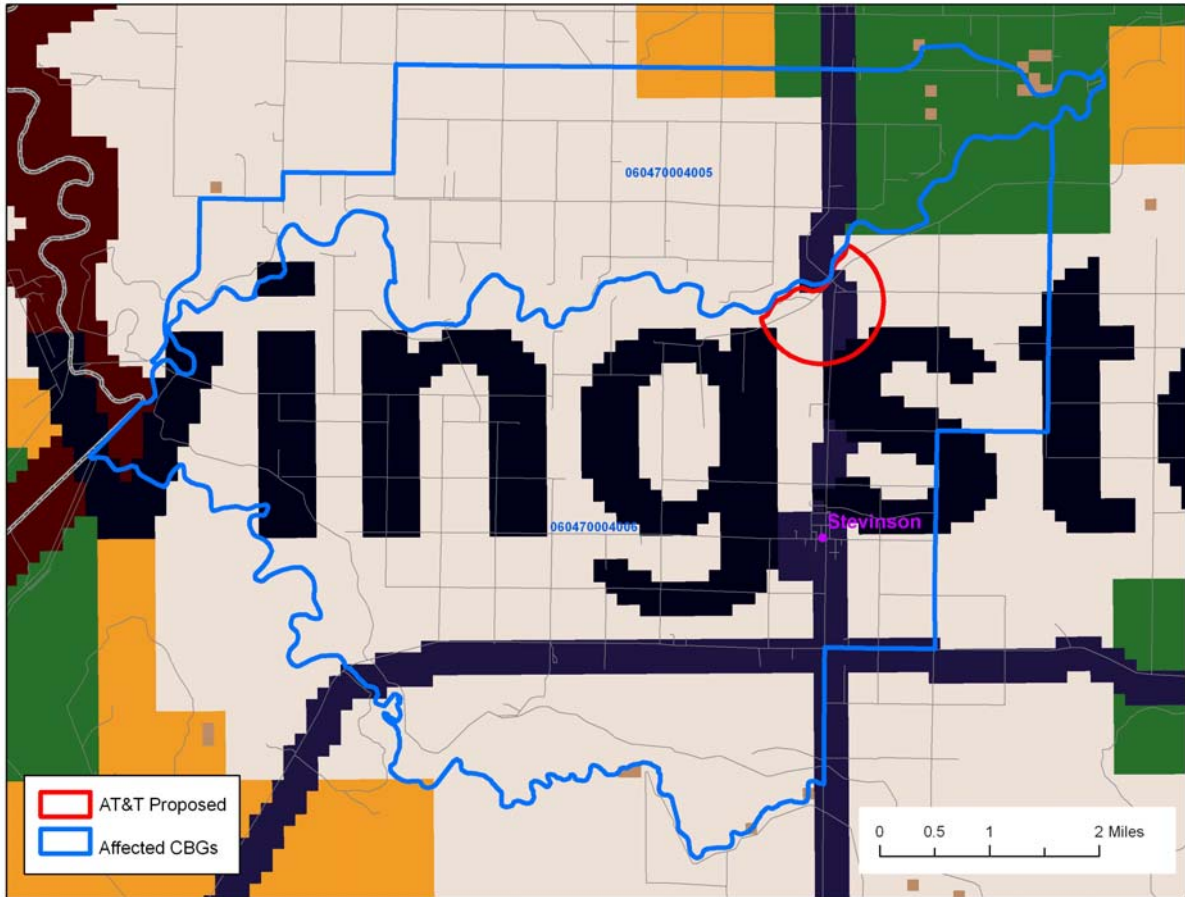 060470004005
ingst
060470004006
Stevinson
AT&T Proposed
Affected CBGs
0 0.5 1 2 Miles